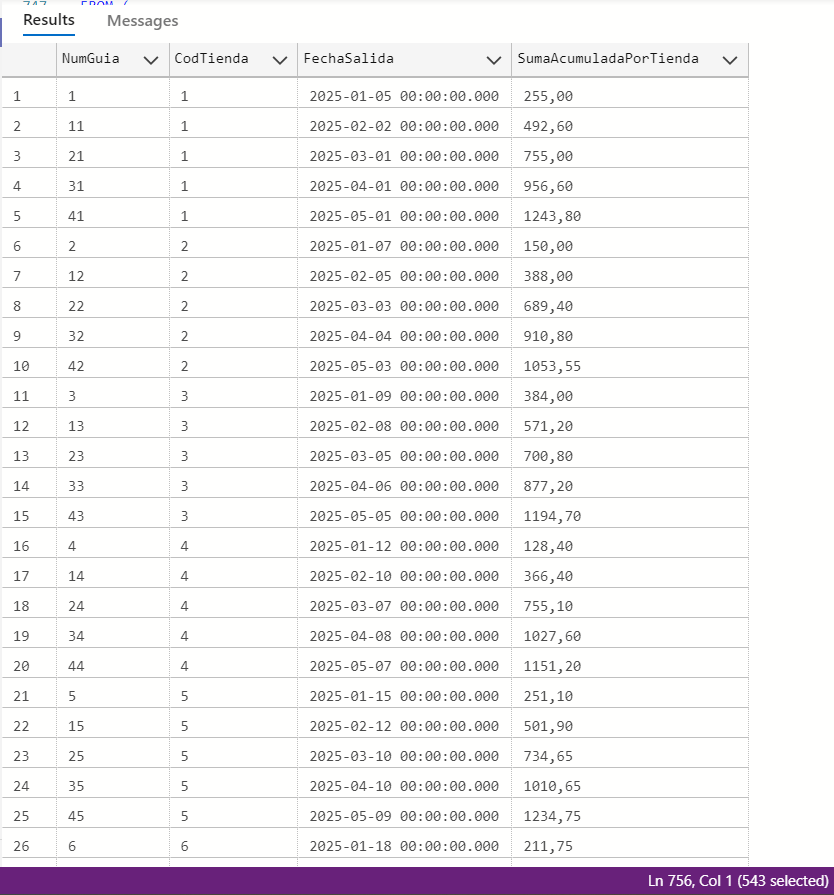 Results Messages
NumGuia CodTienda FechaSalida SumaAcumuladaPorTienda
1 1 1 2025-01-05 00:00:00.000 255,00
2 11 1 2025-02-02 00:00:00.000 492,60
3 21 1 2025-03-01 00:00:00.000 755,00
4 31 1 2025-04-01 00:00:00.000 956,60
5 41 1 2025-05-01 00:00:00.000 1243,80
6 2 2 2025-01-07 00:00:00.000 150,00
7 12 2 2025-02-05 00:00:00.000 388,00
8 22 2 2025-03-03 00:00:00.000 689,40
9 32 2 2025-04-04 00:00:00.000 910,80
10 42 2 2025-05-03 00:00:00.000 1053,55
11 3 3 2025-01-09 00:00:00.000 384,00
12 13 3 2025-02-08 00:00:00.000 571,20
13 23 3 2025-03-05 00:00:00.000 700,80
14 33 3 2025-04-06 00:00:00.000 877,20
15 43 3 2025-05-05 00:00:00.000 1194,70
16 4 4 2025-01-12 00:00:00.000 128,40
17 14 4 2025-02-10 00:00:00.000 366,40
18 24 4 2025-03-07 00:00:00.000 755,10
19 34 4 2025-04-08 00:00:00.000 1027,60
20 44 4 2025-05-07 00:00:00.000 1151,20
21 5 5 2025-01-15 00:00:00.000 251,10
22 15 5 2025-02-12 00:00:00.000 501,90
23 25 5 2025-03-10 00:00:00.000 734,65
24 35 5 2025-04-10 00:00:00.000 1010,65
25 45 5 2025-05-09 00:00:00.000 1234,75
26 6 6 2025-01-18 00:00:00.000 211,75
Ln 756, Col 1 (543 selected)